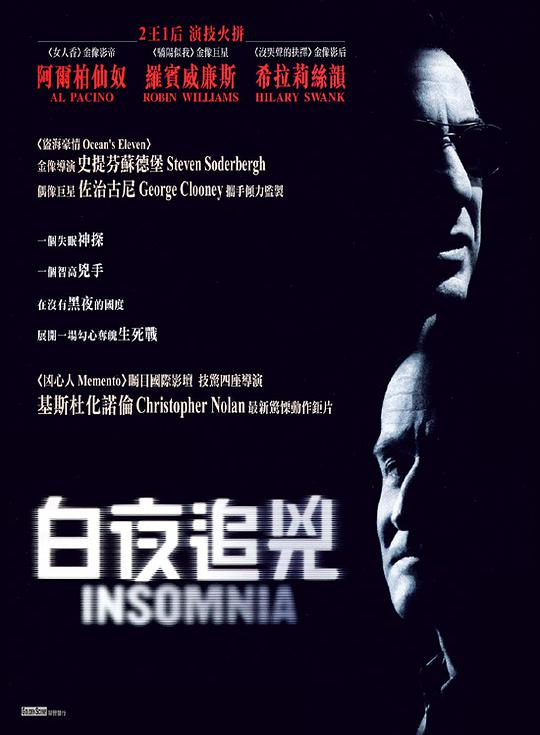 2王1后 演技火拼
《女人香》金像影帝 《驕陽似我》金像巨星 《沒哭聲的抉擇》金像影后
阿爾柏仙奴 羅賓威廉斯 希拉莉絲韻
AL PACINO ROBIN WILLIAMS HILARY SWANK
《盜海豪情 Ocean's Eleven》
金像導演 史提芬蘇德堡 Steven Soderbergh
偶像巨星 佐治古尼 George Clooney 攜手傾力監製
一個失眠神探
一個智高兇手
在沒有黑夜的國度
展開一場勾心奪魄生死戰
《凶心人 Memento》矚目國際影壇 技驚四座導演
基斯杜化諾倫 Christopher Nolan 最新驚慄動作鉅片
白夜追兇
INSOMNIA